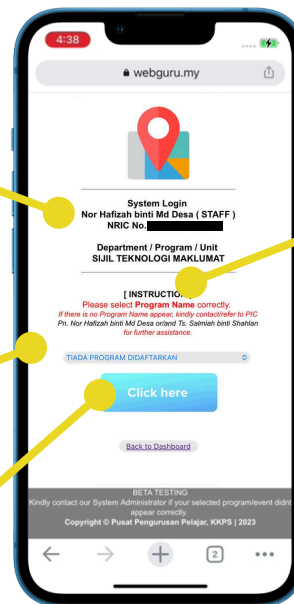 4:38
webguru.my
System Login
Nor Hafizah binti Md Desa ( STAFF )
NRIC No.
Department / Program / Unit
SIJIL TEKNOLOGI MAKLUMAT
[ INSTRUCTION
Please select Program Name correctly.
If there is no Program Name appear, kindly contact/refer to PIC
Pn. Nor Hafizah binti Md Desa or/and Ts. Salmiah binti Shahlan
for further assistance.
TIADA PROGRAM DIDAFTARKAN
Click here
Back to Dashboard
BETA TESTING
Kindly contact our System Administrator if your selected program/event didnt
appear correctly.
Copyright © Pusat Pengurusan Pelajar, KKPS | 2023
2